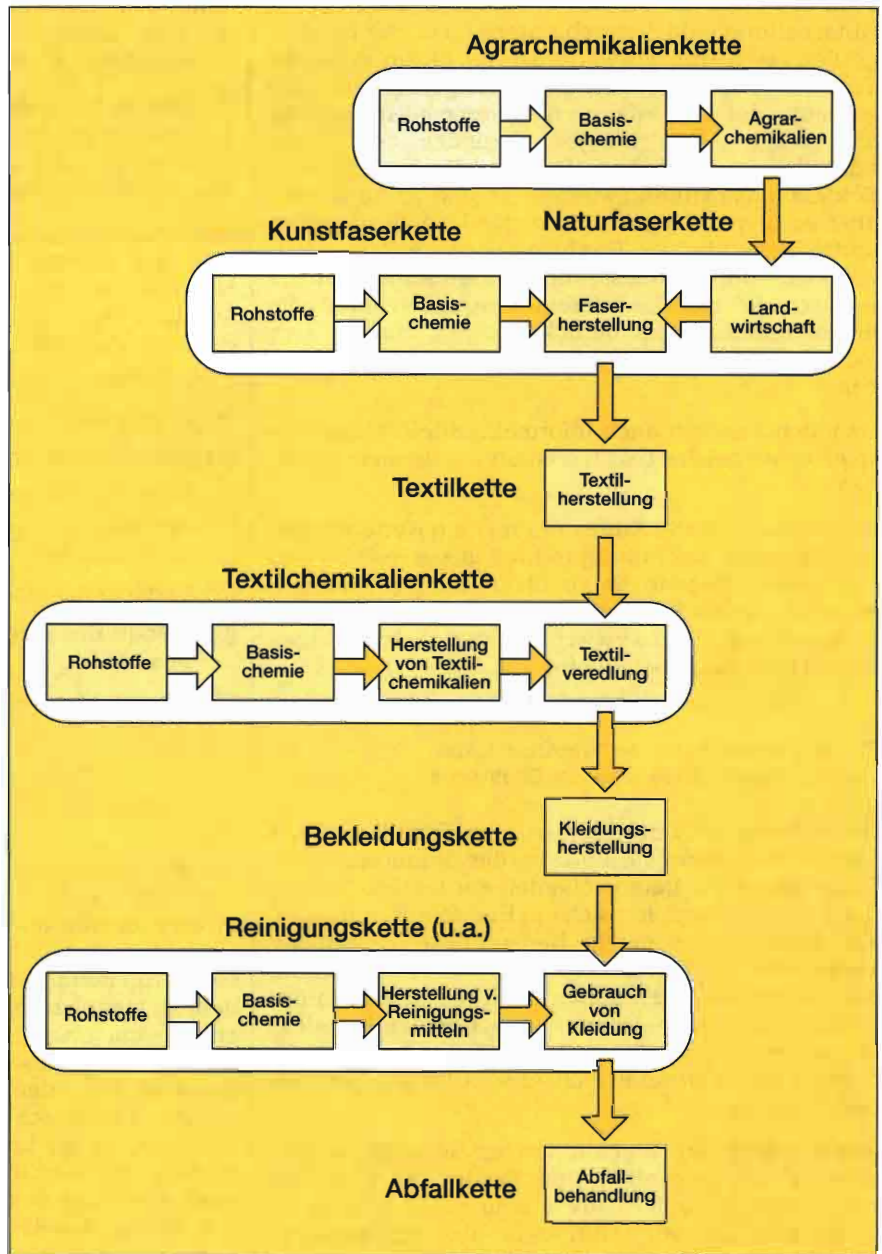 Agrarchemikalienkette
Rohstoffe
Basis-
chemie
Agrar-
chemikalien
Kunstfaserkette
Naturfaserkette
Rohstoffe
Basis-
chemie
Faser-
herstellung
Land-
wirtschaft
Textilkette
Textil-
herstellung
Textilchemikalienkette
Rohstoffe
Basis-
chemie
Herstellung
von Textil-
chemikalien
Textil-
veredlung
Bekleidungskette
Kleidungs-
herstellung
Reinigungskette (u.a.)
Rohstoffe
Basis-
chemie
Herstellung v.
Reinigungs-
mitteln
Gebrauch
von
Kleidung
Abfallkette
Abfall-
behandlung